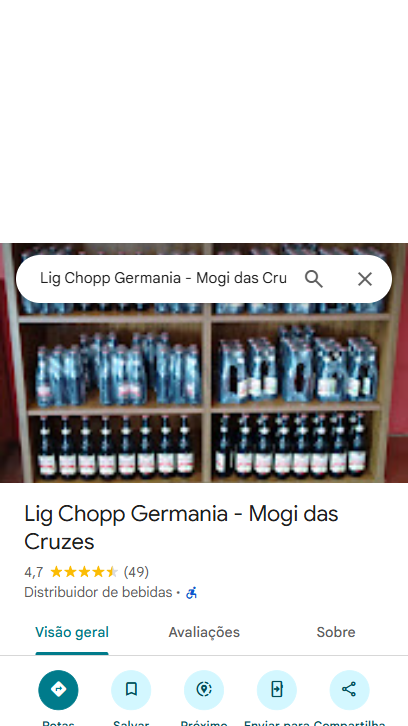 Lig Chopp Germania - Mogi das Cru
Lig Chopp Germania - Mogi das
Cruzes
4,7 (49)
Distribuidor de bebidas ·
Visão geral Avaliações Sobre
Rotas Salvar Próximo Enviar para Compartilha